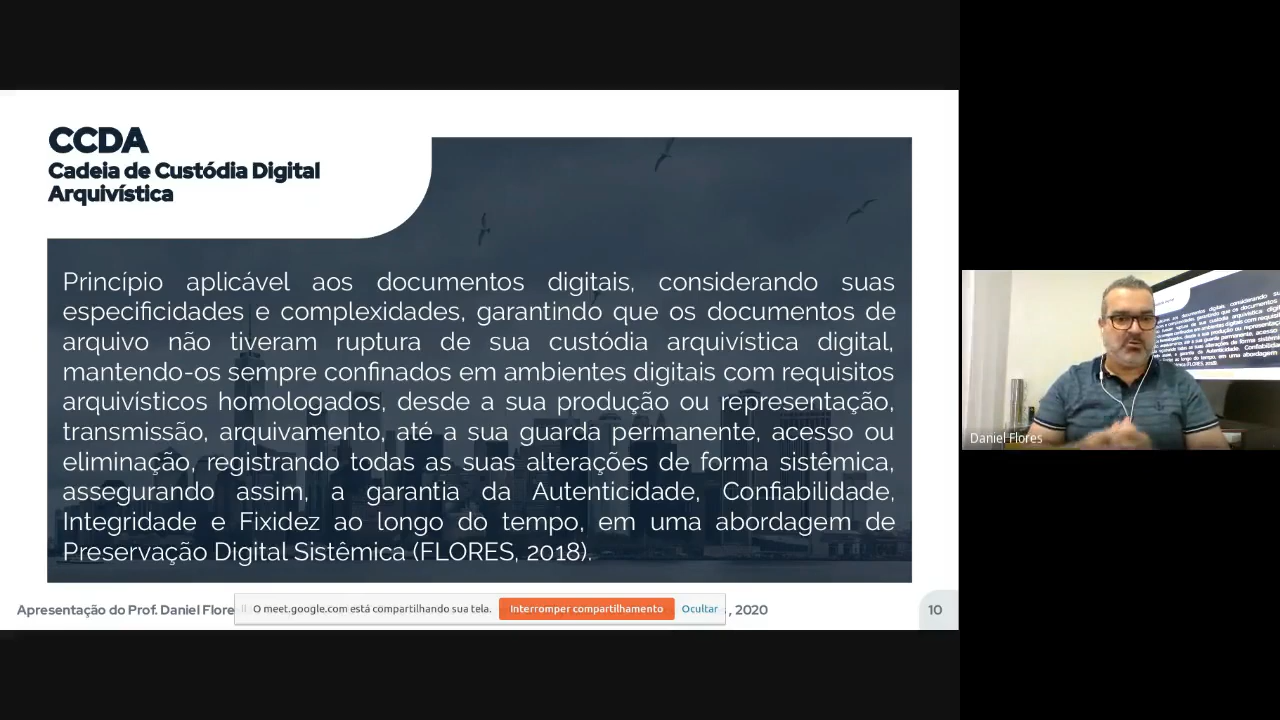 CCDA
Cadeia de Custódia Digital
Arquivística
Princípio aplicável aos documentos digitais, considerando suas
especificidades e complexidades, garantindo que os documentos de
arquivo não tiveram ruptura de sua custódia arquivística digital,
mantendo-os sempre confinados em ambientes digitais com requisitos
arquivísticos homologados, desde a sua produção ou representação,
transmissão, arquivamento, até a sua guarda permanente, acesso ou
eliminação, registrando todas as suas alterações de forma sistêmica,
assegurando assim, a garantia da Autenticidade, Confiabilidade,
Integridade e Fixidez ao longo do tempo, em uma abordagem de
Preservação Digital Sistêmica (FLORES, 2018).
Apresentação do Prof. Daniel Flore
O meet.google.com está compartilhando sua tela. Interromper compartilhamento Ocultar
, 2020
10
Daniel Flores